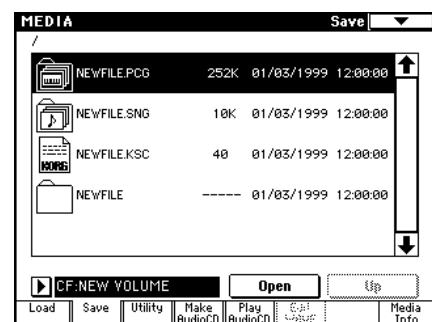 MEDIA Save
/
NEWFILE.PCG 252K 01/03/1999 12:00:00
NEWFILE.SNG 10K 01/03/1999 12:00:00
KORG NEWFILE.KSC 40 01/03/1999 12:00:00
NEWFILE ----- 01/03/1999 12:00:00
CF:NEW VOLUME Open Up
Load Save Utility Make AudioCD Play AudioCD Media Info